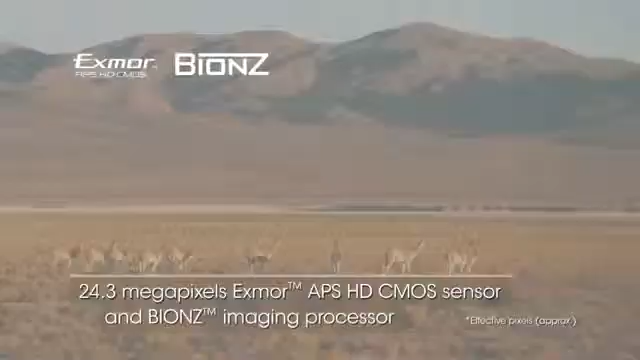 Exmor™ BIONZ
APS HD CMOS
24.3 megapixels Exmor™ APS HD CMOS sensor
and BIONZ™ imaging processor
*Effective pixels (approx.)